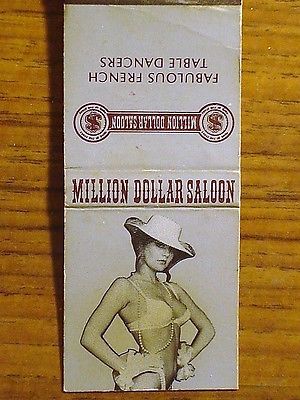 FABULOUS FRENCH
TABLE DANCERS
$ MILLION DOLLAR SALOON $
MILLION DOLLAR SALOON